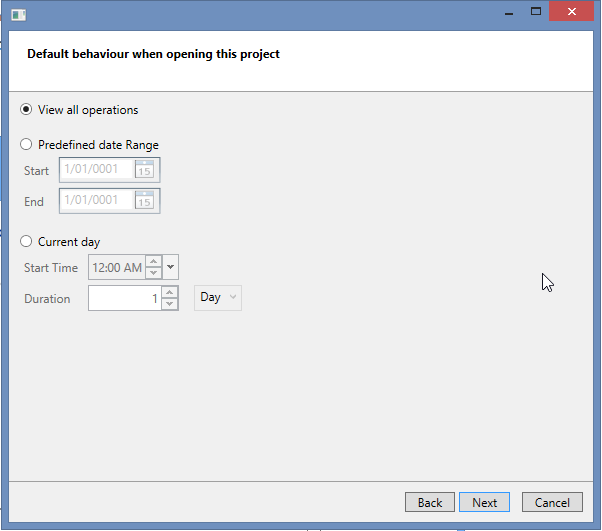 Default behaviour when opening this project
View all operations
Predefined date Range
Start 1/01/0001 15
End 1/01/0001 15
Current day
Start Time 12:00 AM
Duration 1 Day
Back Next Cancel